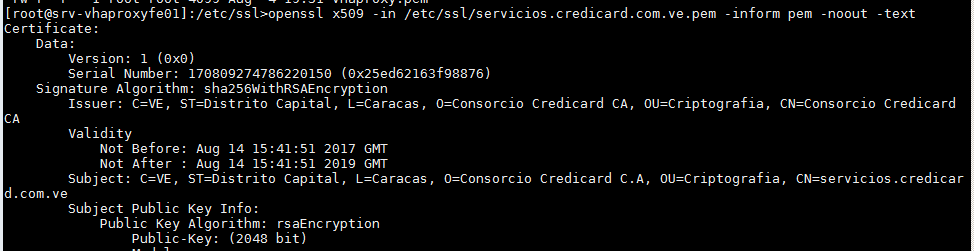 [root@srv-vhaproxyfe01]:/etc/ssl>openssl x509 -in /etc/ssl/servicios.credicard.com.ve.pem -inform pem -noout -text
Certificate:
    Data:
        Version: 1 (0x0)
        Serial Number: 170809274786220150 (0x25ed62163f98876)
    Signature Algorithm: sha256WithRSAEncryption
        Issuer: C=VE, ST=Distrito Capital, L=Caracas, O=Consorcio Credicard CA, OU=Criptografia, CN=Consorcio Credicard
CA
        Validity
            Not Before: Aug 14 15:41:51 2017 GMT
            Not After : Aug 14 15:41:51 2019 GMT
        Subject: C=VE, ST=Distrito Capital, L=Caracas, O=Consorcio Credicard C.A, OU=Criptografia, CN=servicios.credicar
d.com.ve
        Subject Public Key Info:
            Public Key Algorithm: rsaEncryption
                Public-Key: (2048 bit)